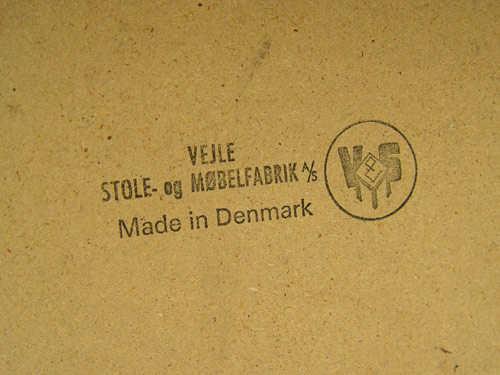 VEJLE
STOLE- og MØBELFABRIK A/S
Made in Denmark
V S